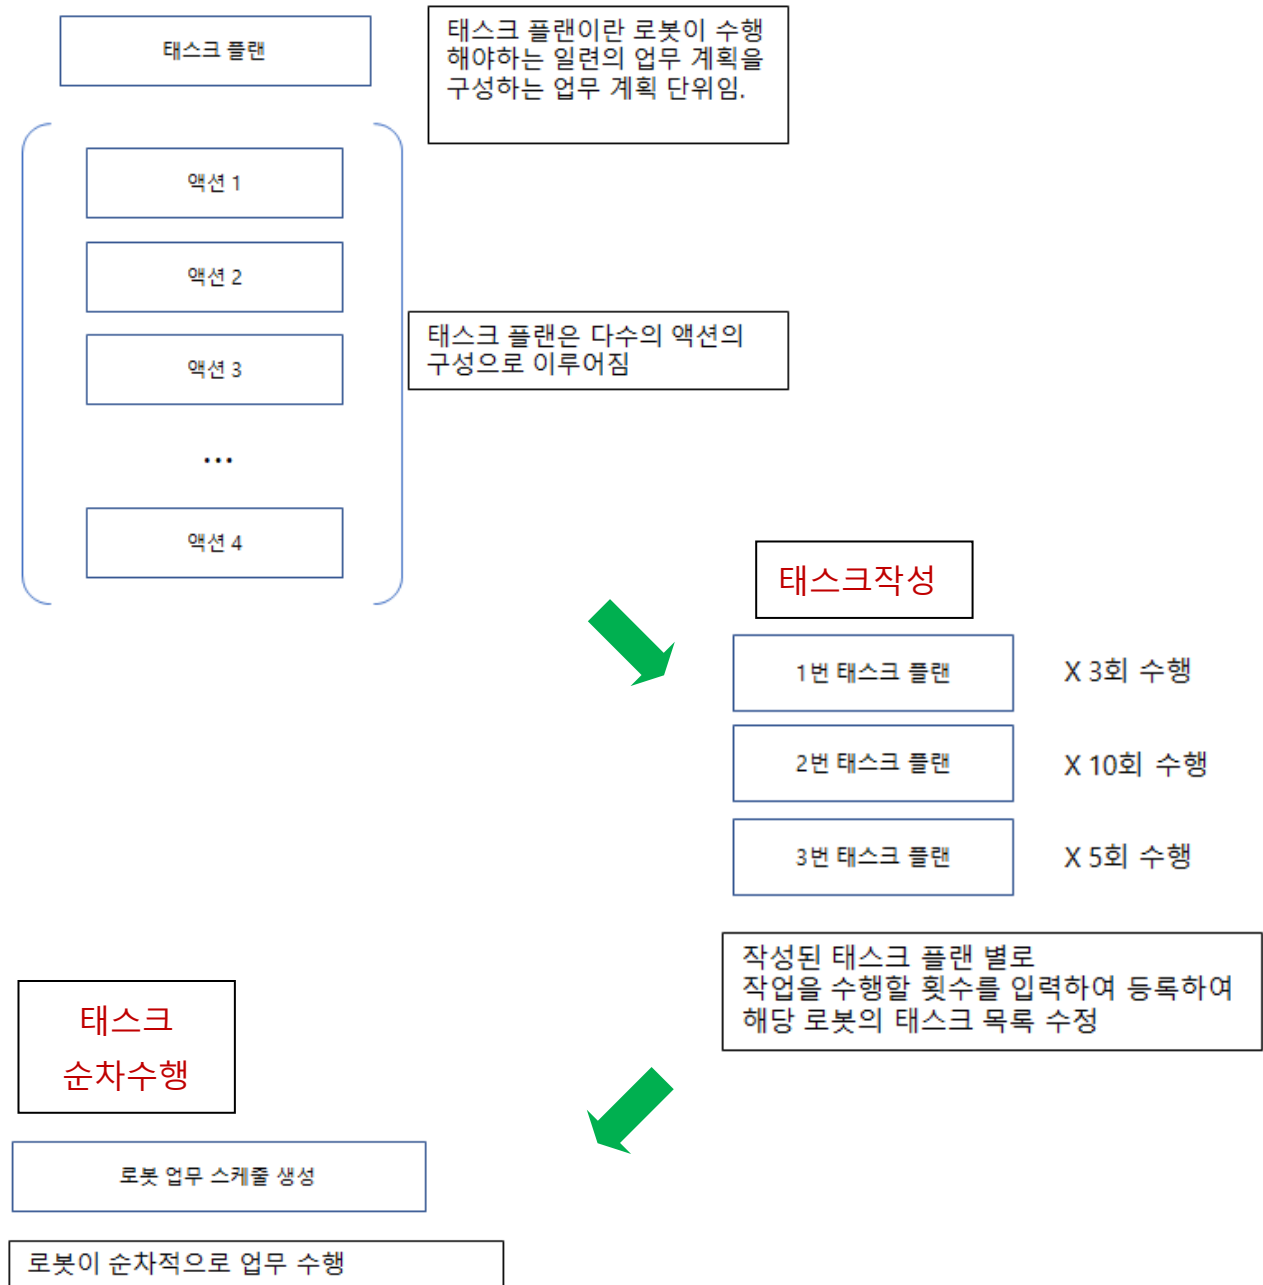 태스크 플랜
태스크 플랜이란 로봇이 수행
해야하는 일련의 업무 계획을
구성하는 업무 계획 단위임.
액션 1
액션 2
액션 3
...
액션 4
태스크 플랜은 다수의 액션의
구성으로 이루어짐
태스크작성
1번 태스크 플랜
X 3회 수행
2번 태스크 플랜
X 10회 수행
3번 태스크 플랜
X 5회 수행
작성된 태스크 플랜 별로
작업을 수행할 횟수를 입력하여 등록하여
해당 로봇의 태스크 목록 수정
태스크
순차수행
로봇 업무 스케줄 생성
로봇이 순차적으로 업무 수행